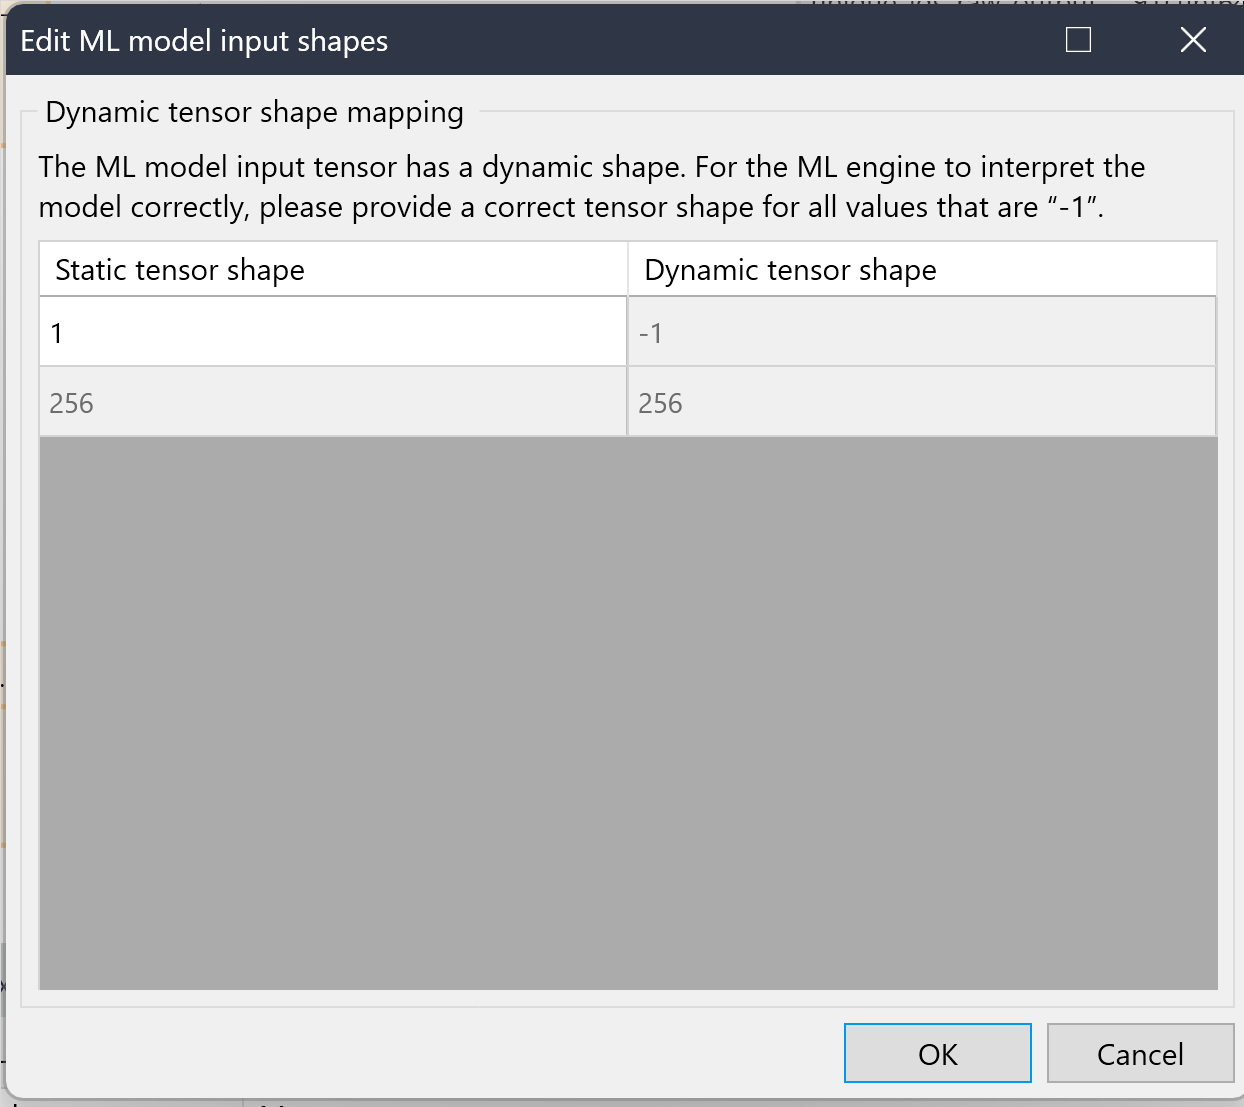 Edit ML model input shapes
Dynamic tensor shape mapping
The ML model input tensor has a dynamic shape. For the ML engine to interpret the
model correctly, please provide a correct tensor shape for all values that are “-1”.
Static tensor shape
Dynamic tensor shape
1
-1
256
256
OK
Cancel